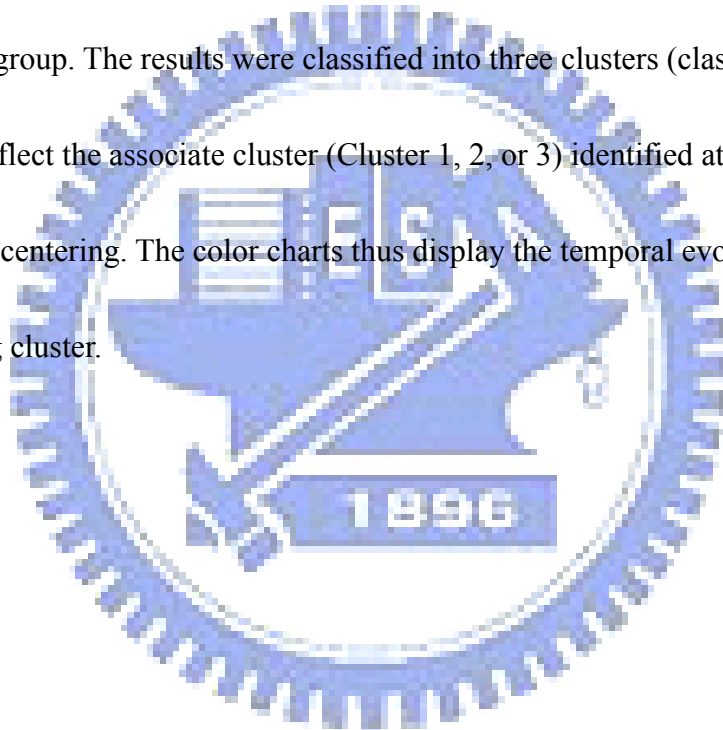 group. The results were classified into three clusters (clas
flect the associate cluster (Cluster 1, 2, or 3) identified at
centering. The color charts thus display the temporal evo
cluster.
E S
1896